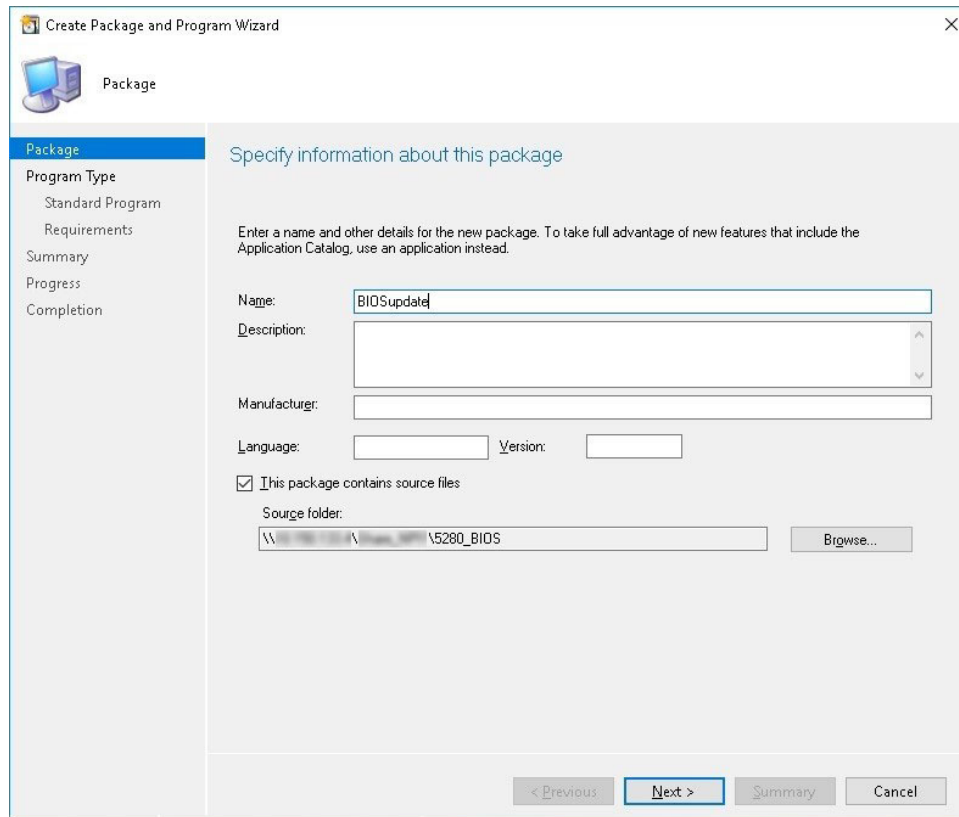 Create Package and Program Wizard
Package
Package
Program Type
Standard Program
Requirements
Summary
Progress
Completion
Specify information about this package
Enter a name and other details for the new package. To take full advantage of new features that include the
Application Catalog, use an application instead.
Name:
BIOSupdate
Description:
Manufacturer:
Language:
Version:
This package contains source files
Source folder:
\\ \ \5280_BIOS
Browse...
< Previous
Next >
Summary
Cancel